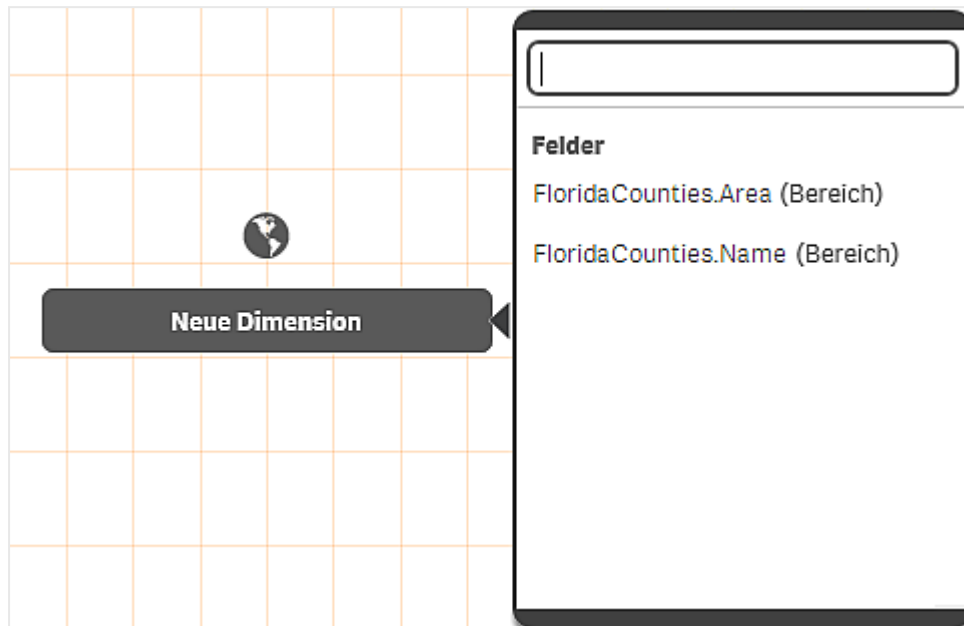 Felder
FloridaCounties.Area (Bereich)
FloridaCounties.Name (Bereich)
Neue Dimension